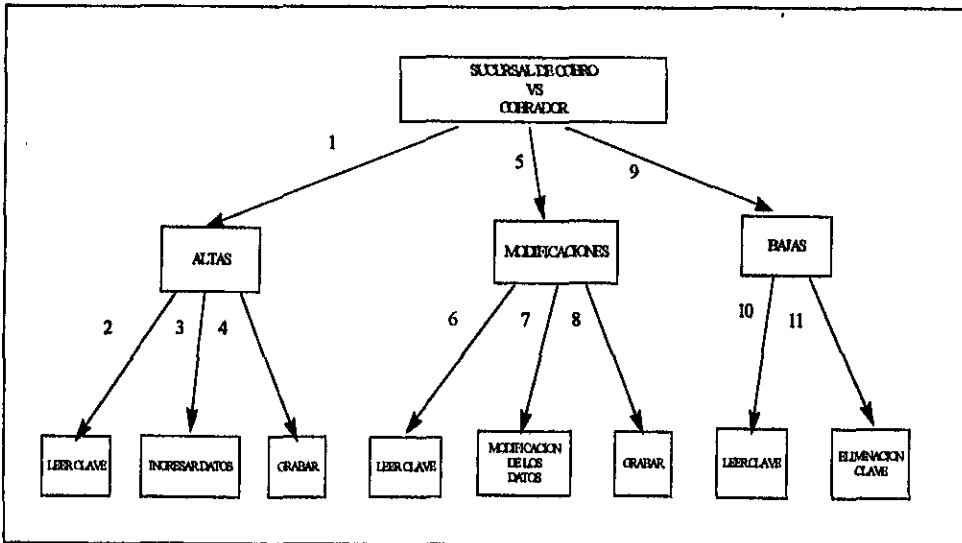 SUCURSAL DE COBRO
VS
COBRADOR
1
5
9
ALTAS
MODIFICACIONES
BAJAS
2
3
4
6
7
8
10
11
LEER CLAVE
INGRESAR DATOS
GRABAR
LEER CLAVE
MODIFICACION
DE LOS
DATOS
GRABAR
LEER CLAVE
ELIMINACION
CLAVE